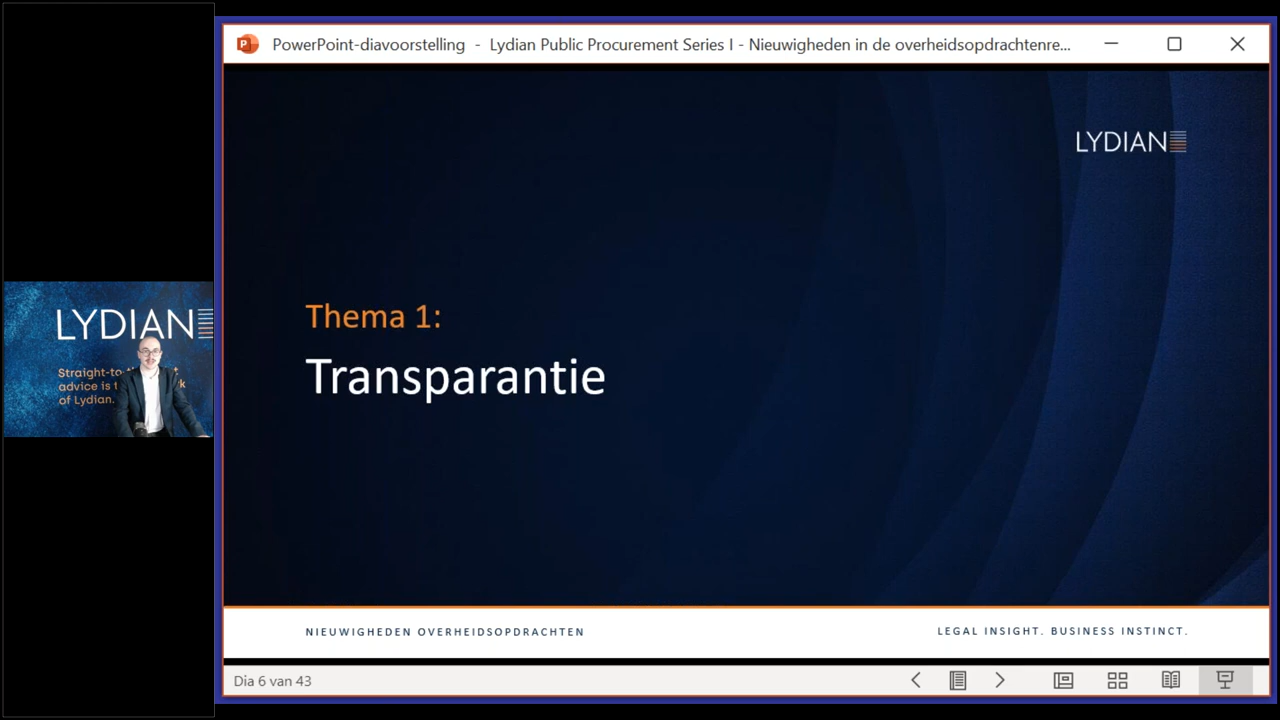 PowerPoint-diavoorstelling - Lydian Public Procurement Series I - Nieuwigheden in de overheidsopdrachtenre...
LYDIAN
Thema 1:
Transparantie
LYDIAN
Straight-to
advice is
of Lydian.
NIEUWIGHEDEN OVERHEIDSOPDRACHTEN
LEGAL INSIGHT. BUSINESS INSTINCT.
Dia 6 van 43